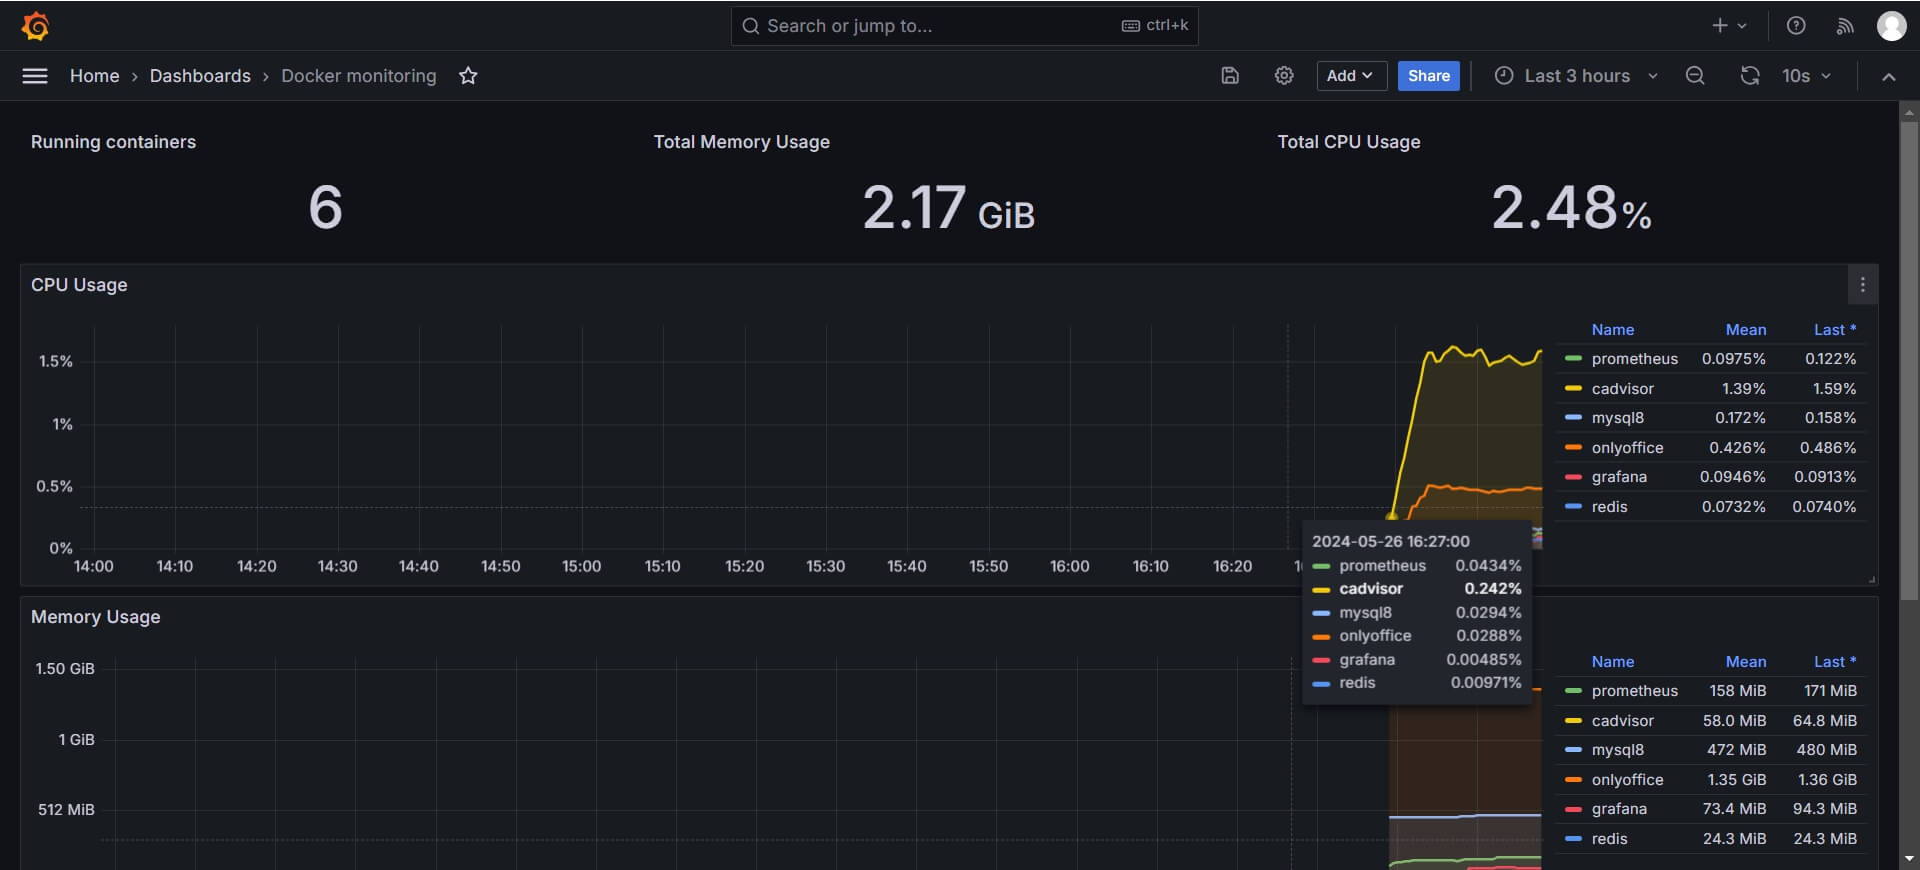 Search or jump to... ctrl+k
Home › Dashboards › Docker monitoring Add Share Last 3 hours 10s
Running containers Total Memory Usage Total CPU Usage
6 2.17 GiB 2.48%
CPU Usage
Name Mean Last *
1.5%
1%
0.5%
0%
14:00 14:10 14:20 14:30 14:40 14:50 15:00 15:10 15:20 15:30 15:40 15:50 16:00 16:10 16:20
prometheus 0.0975% 0.122%
cadvisor 1.39% 1.59%
mysql8 0.172% 0.158%
onlyoffice 0.426% 0.486%
grafana 0.0946% 0.0913%
redis 0.0732% 0.0740%
2024-05-26 16:27:00
prometheus 0.0434%
cadvisor 0.242%
mysql8 0.0294%
onlyoffice 0.0288%
grafana 0.00485%
redis 0.00971%
Memory Usage
1.50 GiB
1 GiB
512 MiB
Name Mean Last *
prometheus 158 MiB 171 MiB
cadvisor 58.0 MiB 64.8 MiB
mysql8 472 MiB 480 MiB
onlyoffice 1.35 GiB 1.36 GiB
grafana 73.4 MiB 94.3 MiB
redis 24.3 MiB 24.3 MiB